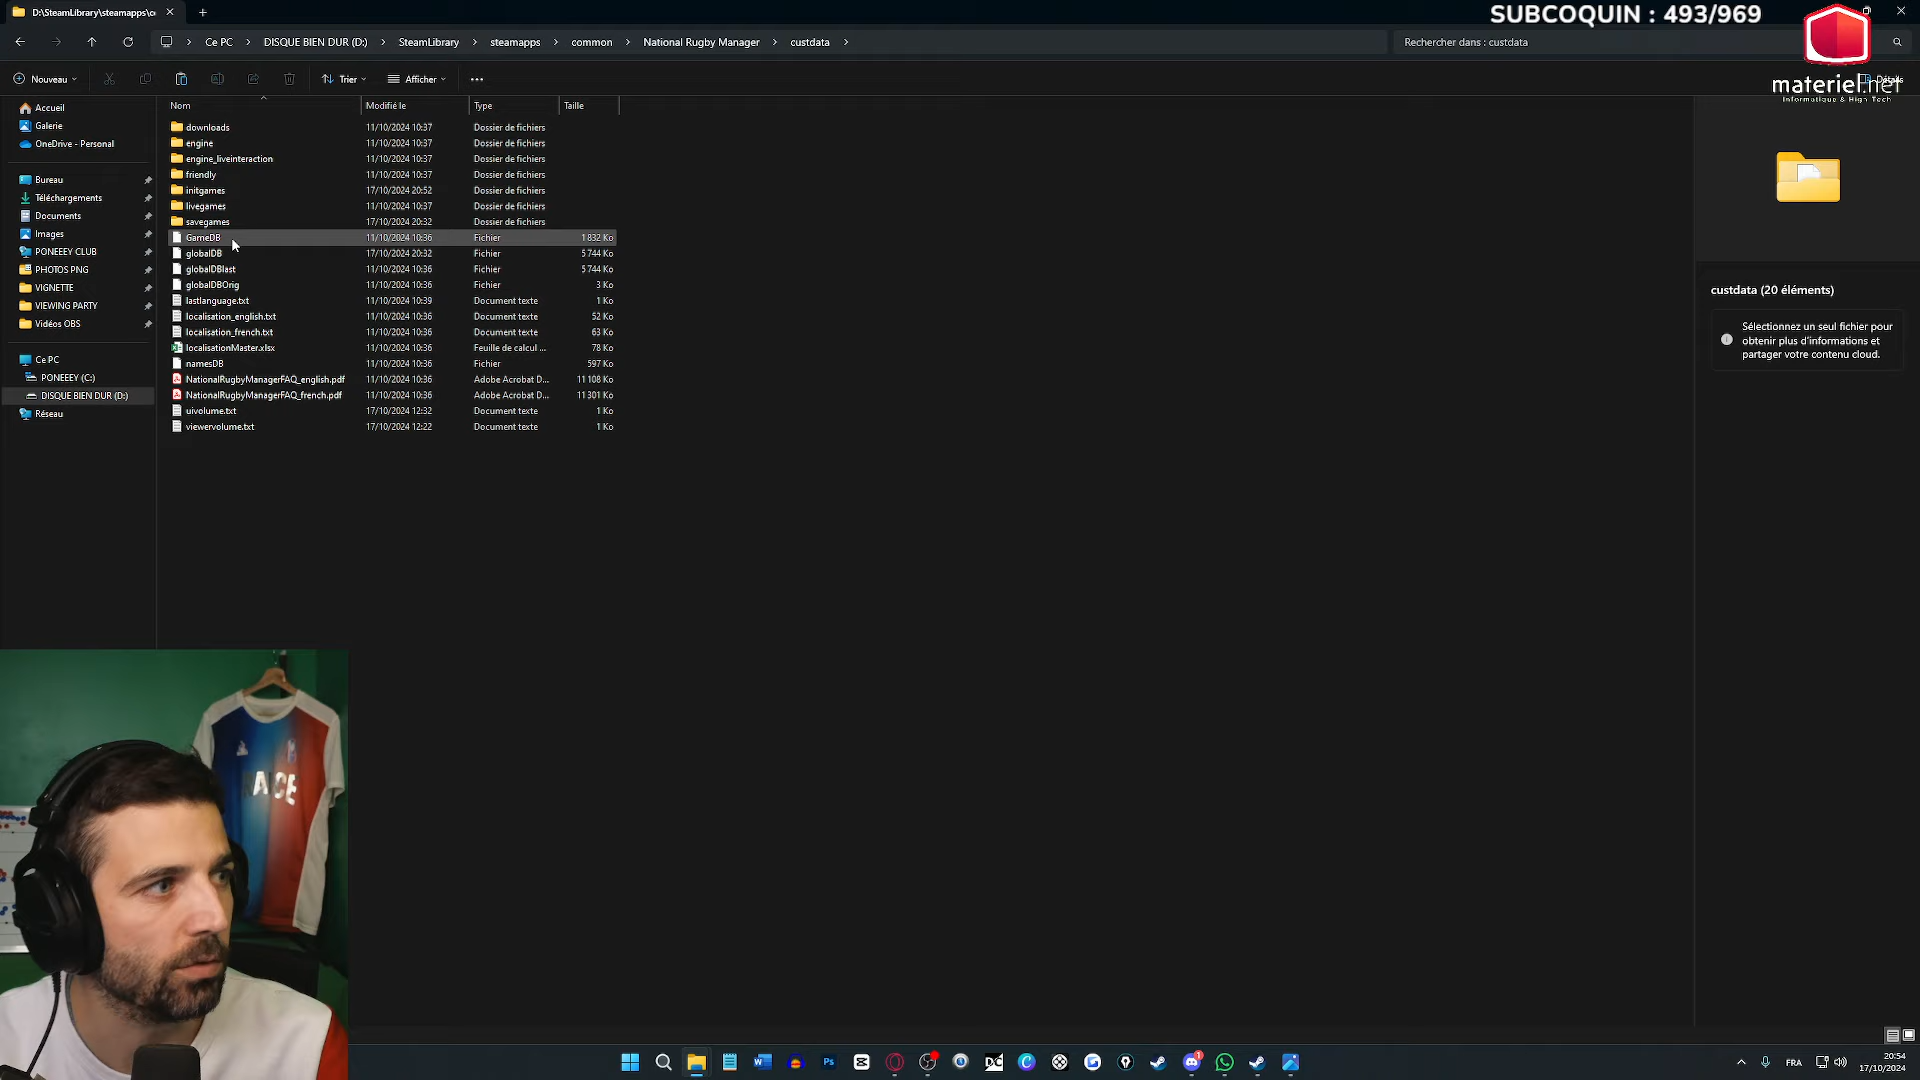 D:\SteamLibrary\steamapps\c
SUBCOQUIN : 493/969
Ce PC > DISQUE BIEN DUR (D:) > SteamLibrary > steamapps > common > National Rugby Manager > custdata >
Rechercher dans : custdata
Nouveau
Trier
Afficher
Détails
materiel.net
Informatique & High Tech
Nom Modifié le Type Taille
Accueil
Galerie
OneDrive - Personal
Bureau
Téléchargements
Documents
Images
PONEEEY CLUB
PHOTOS PNG
VIGNETTE
VIEWING PARTY
Vidéos OBS
Ce PC
PONEEEY (C:)
DISQUE BIEN DUR (D:)
Réseau
downloads 11/10/2024 10:37 Dossier de fichiers
engine 11/10/2024 10:37 Dossier de fichiers
engine_liveinteraction 11/10/2024 10:37 Dossier de fichiers
friendly 11/10/2024 10:37 Dossier de fichiers
initgames 17/10/2024 20:52 Dossier de fichiers
livegames 11/10/2024 10:37 Dossier de fichiers
savegames 17/10/2024 20:32 Dossier de fichiers
GameDB 11/10/2024 10:36 Fichier 1 832 Ko
globalDB 17/10/2024 20:32 Fichier 5 744 Ko
globalDBlast 11/10/2024 10:36 Fichier 5 744 Ko
globalDBOrig 11/10/2024 10:36 Fichier 3 Ko
lastlanguage.txt 11/10/2024 10:39 Document texte 1 Ko
localisation_english.txt 11/10/2024 10:36 Document texte 52 Ko
localisation_french.txt 11/10/2024 10:36 Document texte 63 Ko
localisationMaster.xlsx 11/10/2024 10:36 Feuille de calcul ... 78 Ko
namesDB 11/10/2024 10:36 Fichier 597 Ko
NationalRugbyManagerFAQ_english.pdf 11/10/2024 10:36 Adobe Acrobat D... 11 108 Ko
NationalRugbyManagerFAQ_french.pdf 11/10/2024 10:36 Adobe Acrobat D... 11 301 Ko
uivolume.txt 17/10/2024 12:32 Document texte 1 Ko
viewervolume.txt 17/10/2024 12:22 Document texte 1 Ko
custdata (20 éléments)
Sélectionnez un seul fichier pour
obtenir plus d'informations et
partager votre contenu cloud.
FRA
20:54
17/10/2024